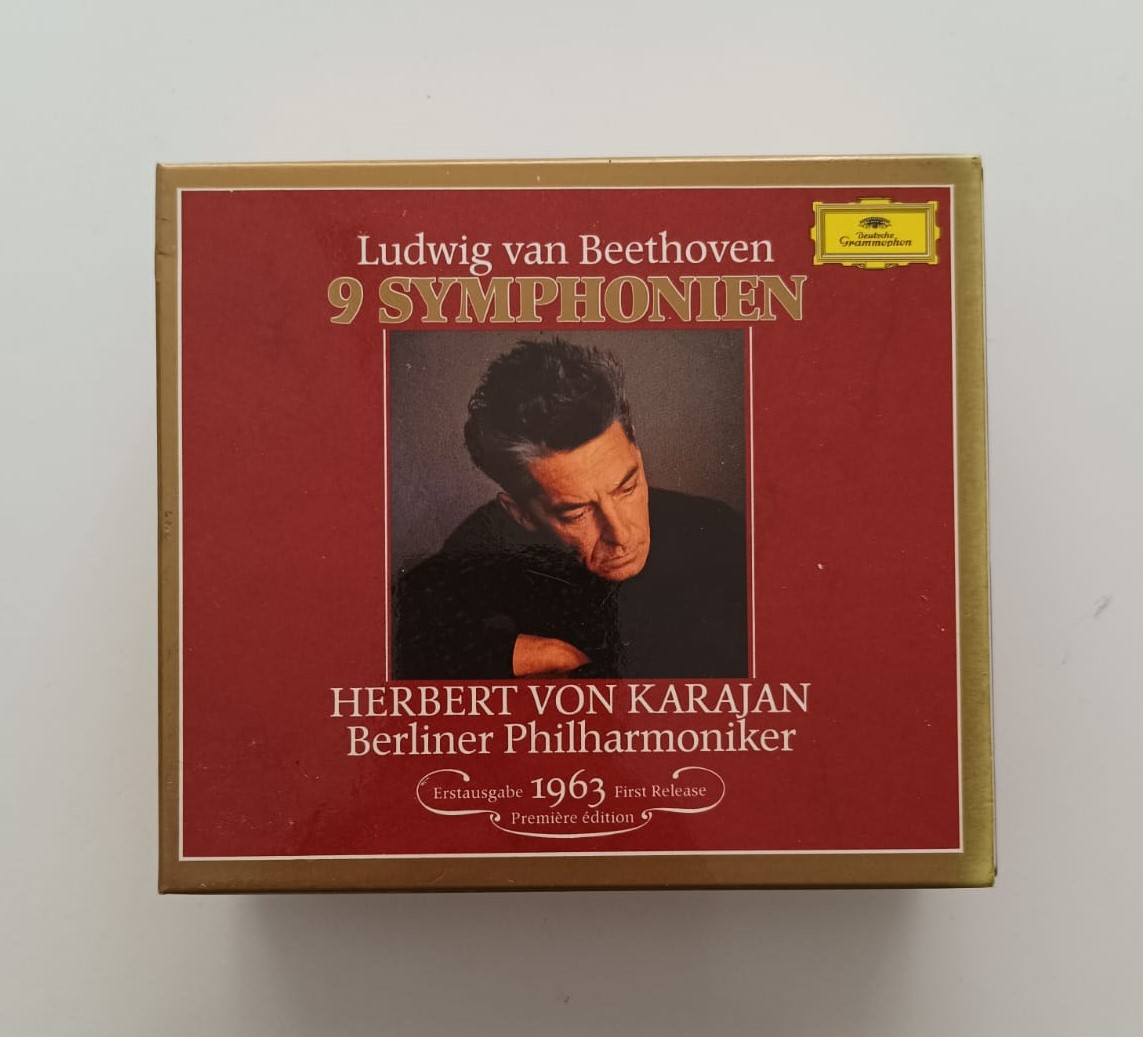 Deutsche
Grammophon
Ludwig van Beethoven
9 SYMPHONIEN
HERBERT VON KARAJAN
Berliner Philharmoniker
Erstausgabe 1963 First Release
Première édition